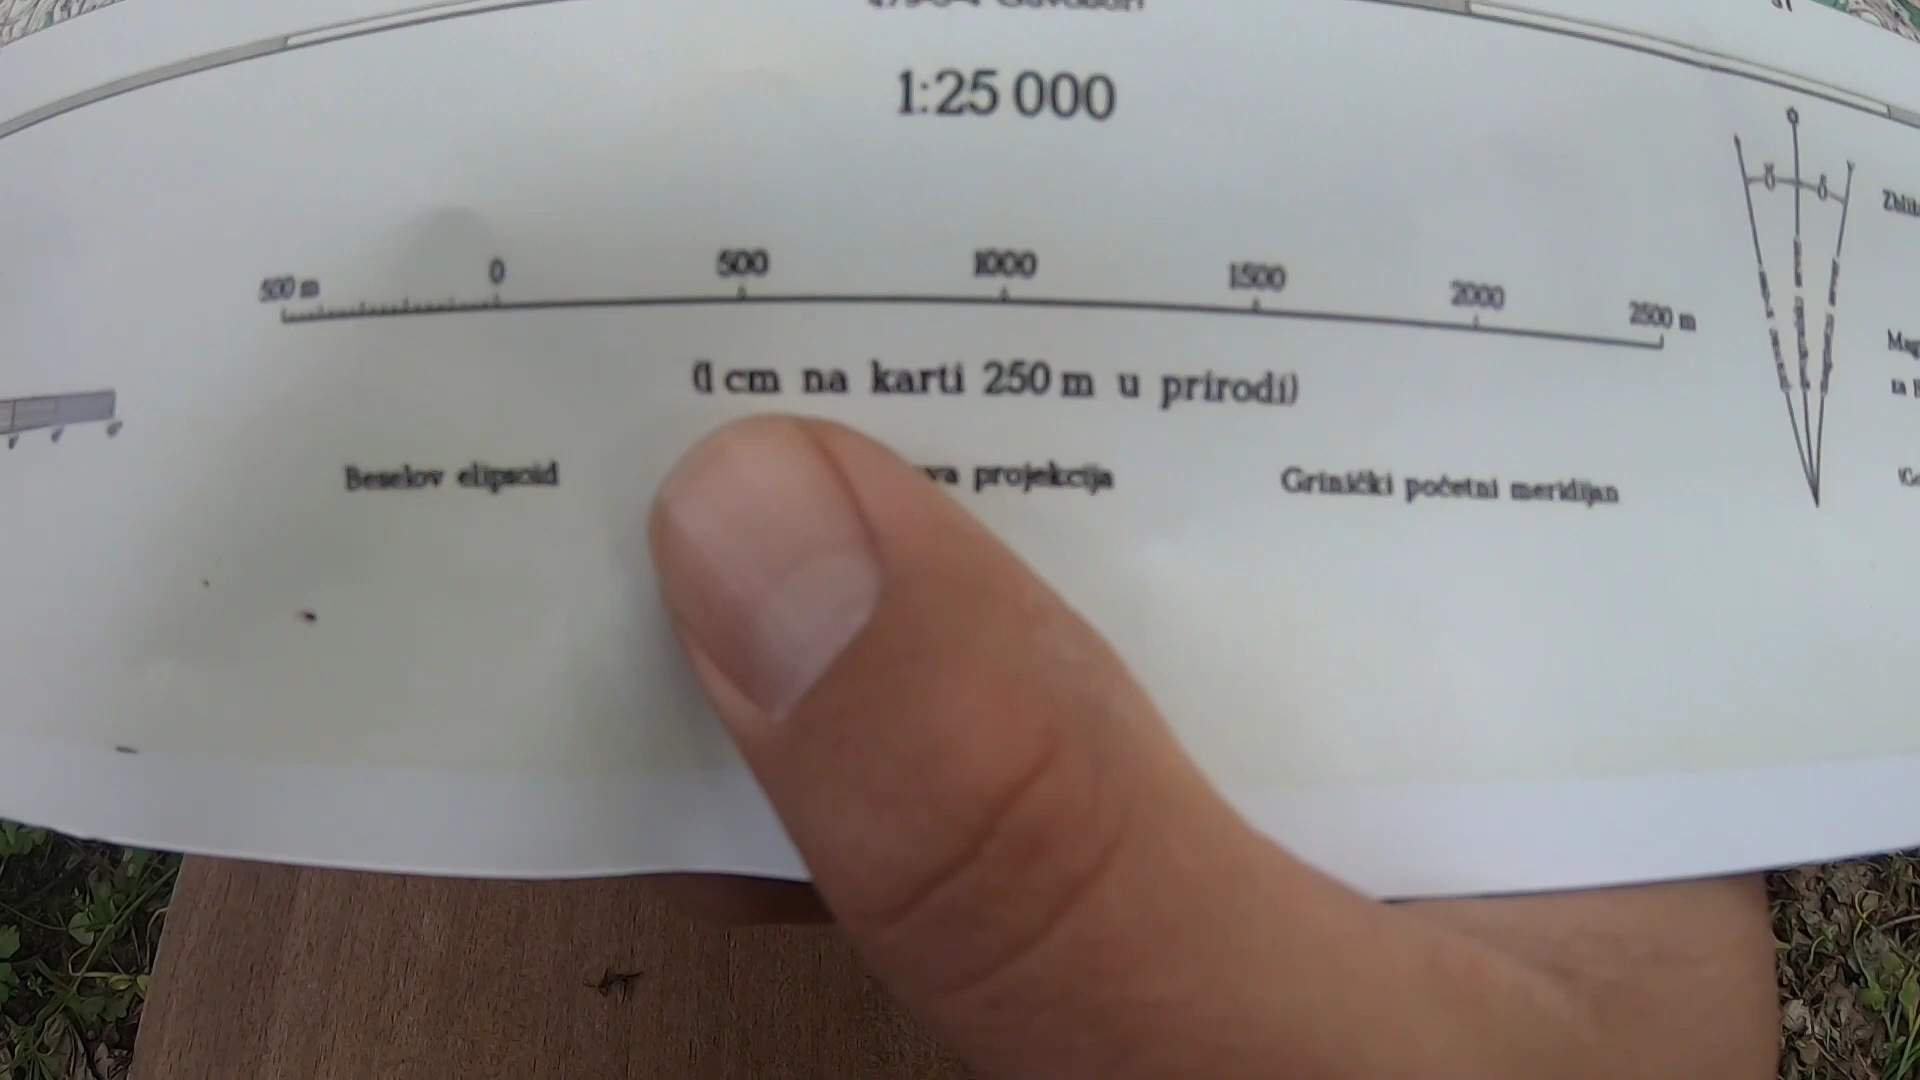 1:25 000
500 m 0 500 1000 1500 2000 2500 m
(1 cm na karti 250 m u prirodi)
Beselov elipsoid projekcija Grinički početni meridijan